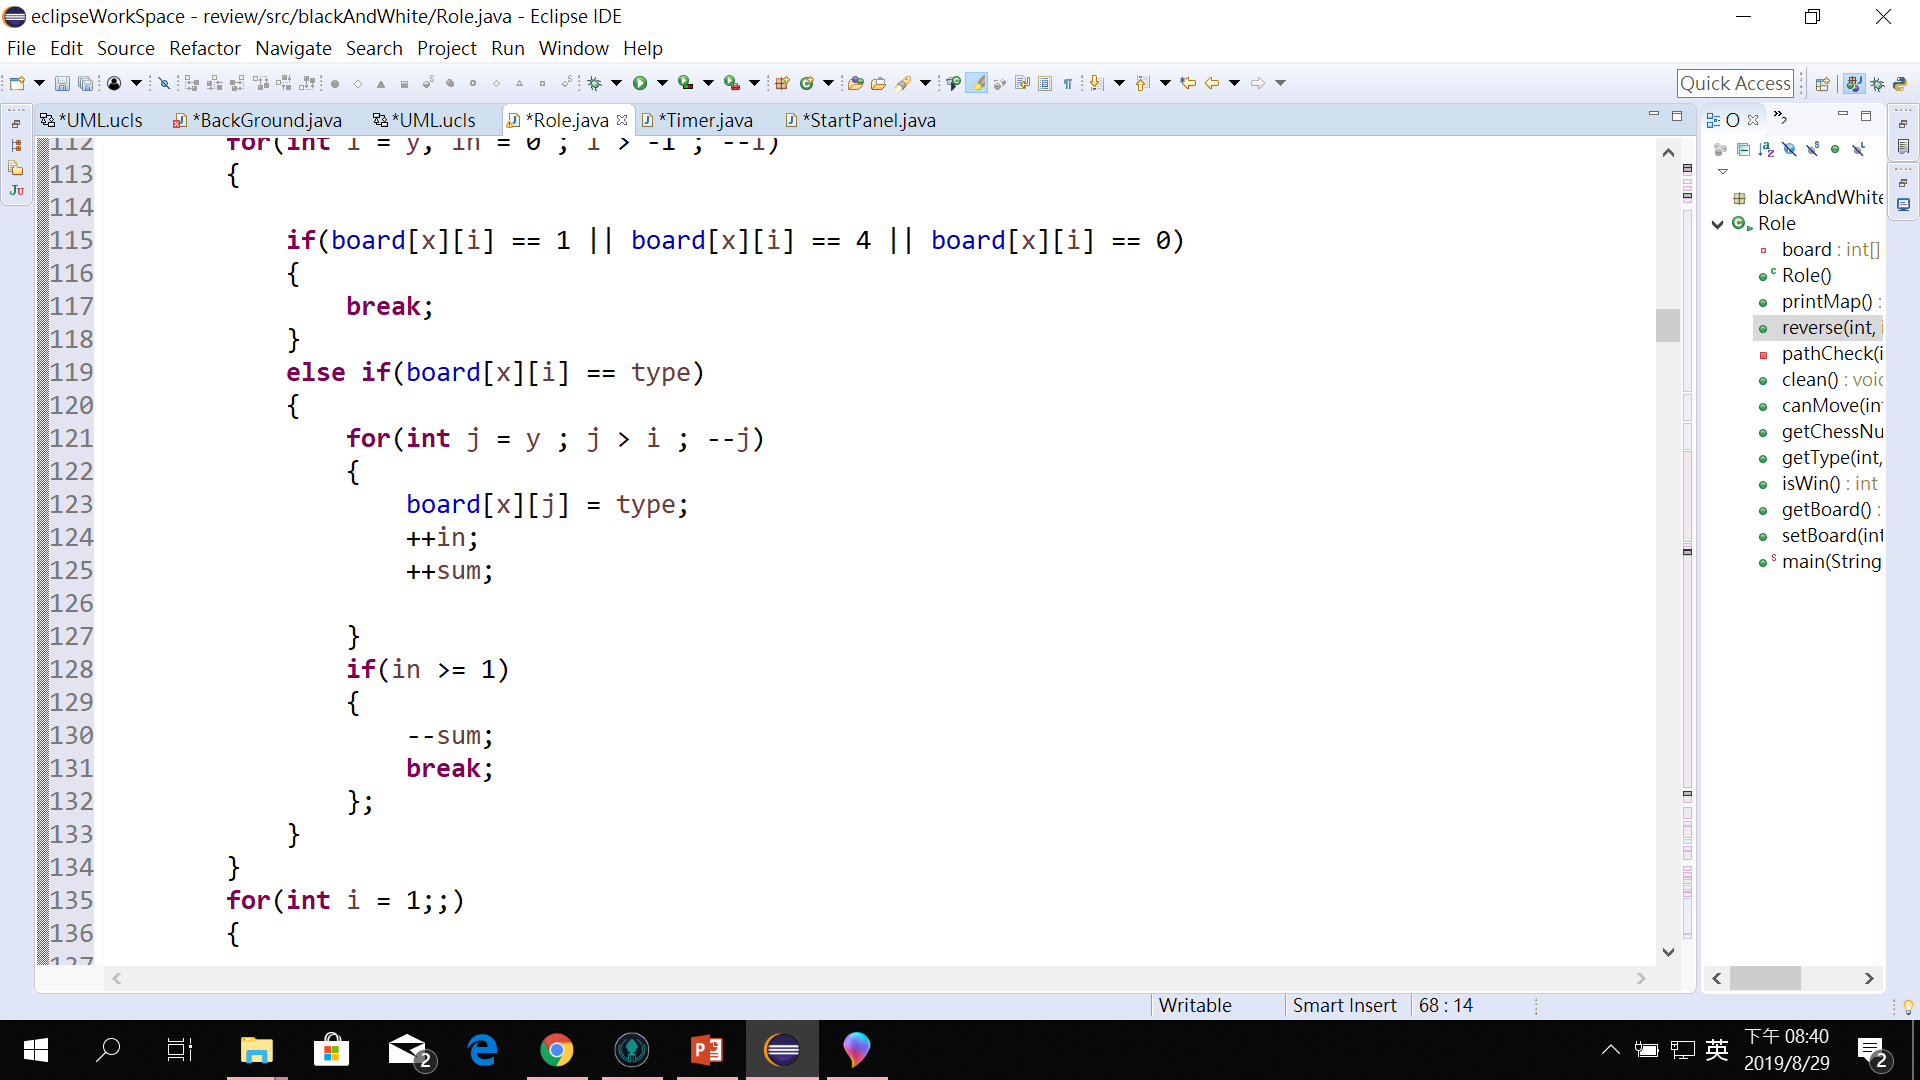 eclipseWorkSpace - review/src/blackAndWhite/Role.java - Eclipse IDE
File Edit Source Refactor Navigate Search Project Run Window Help
Quick Access
*UML.ucls *BackGround.java *UML.ucls *Role.java *Timer.java *StartPanel.java
112 for(int i = y, in = 0 ; i > -1 ; --i)
113 {
114
115 if(board[x][i] == 1 || board[x][i] == 4 || board[x][i] == 0)
116 {
117 break;
118 }
119 else if(board[x][i] == type)
120 {
121 for(int j = y ; j > i ; --j)
122 {
123 board[x][j] = type;
124 ++in;
125 ++sum;
126
127 }
128 if(in >= 1)
129 {
130 --sum;
131 break;
132 };
133 }
134 }
135 for(int i = 1;;)
136 {
137
O
blackAndWhite
Role
board : int[]
Role()
printMap() :
reverse(int, i
pathCheck(i
clean() : voic
canMove(int
getChessNu
getType(int,
isWin() : int
getBoard() :
setBoard(int
main(String
Writable Smart Insert 68 : 14
2
英
下午 08:40
2019/8/29
2